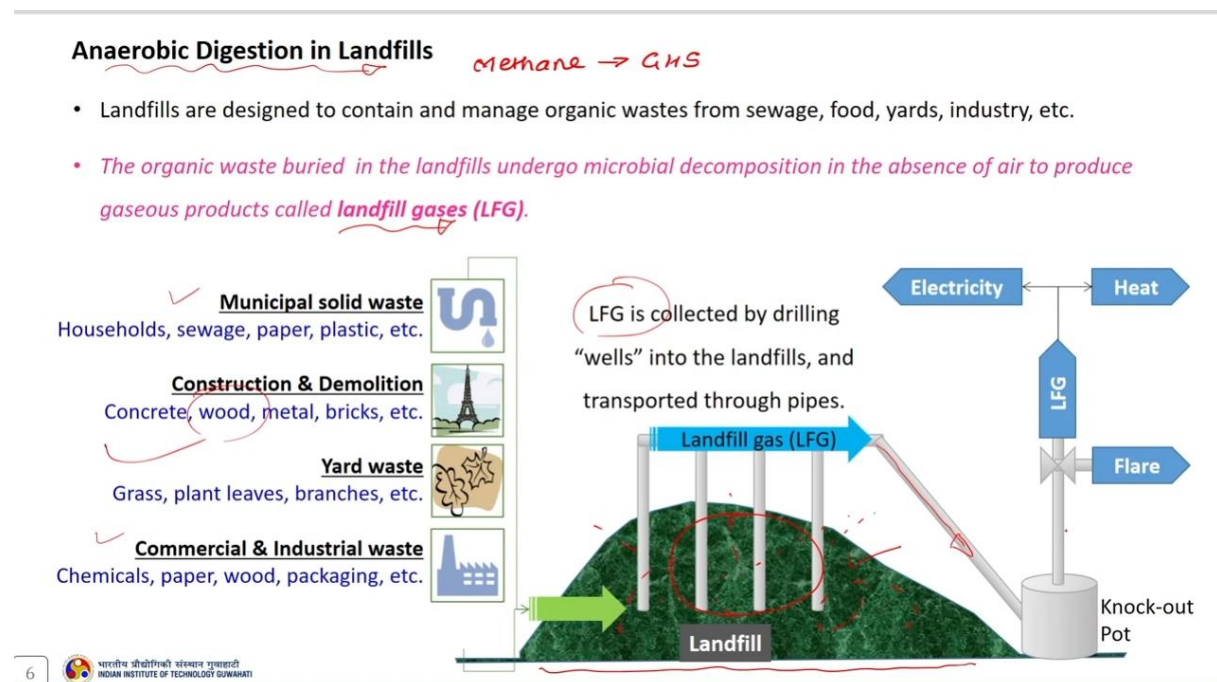 Anaerobic Digestion in Landfills
Methane → GHS
• Landfills are designed to contain and manage organic wastes from sewage, food, yards, industry, etc.
• The organic waste buried in the landfills undergo microbial decomposition in the absence of air to produce
gaseous products called landfill gases (LFG).
Municipal solid waste
Households, sewage, paper, plastic, etc.
Construction & Demolition
Concrete, wood, metal, bricks, etc.
Yard waste
Grass, plant leaves, branches, etc.
Commercial & Industrial waste
Chemicals, paper, wood, packaging, etc.
LFG is collected by drilling
“wells” into the landfills, and
transported through pipes.
Landfill gas (LFG)
Landfill
Electricity
Heat
LFG
Flare
Knock-out
Pot
6
भारतीय प्रौद्योगिकी संस्थान गुवाहाटी
INDIAN INSTITUTE OF TECHNOLOGY GUWAHATI